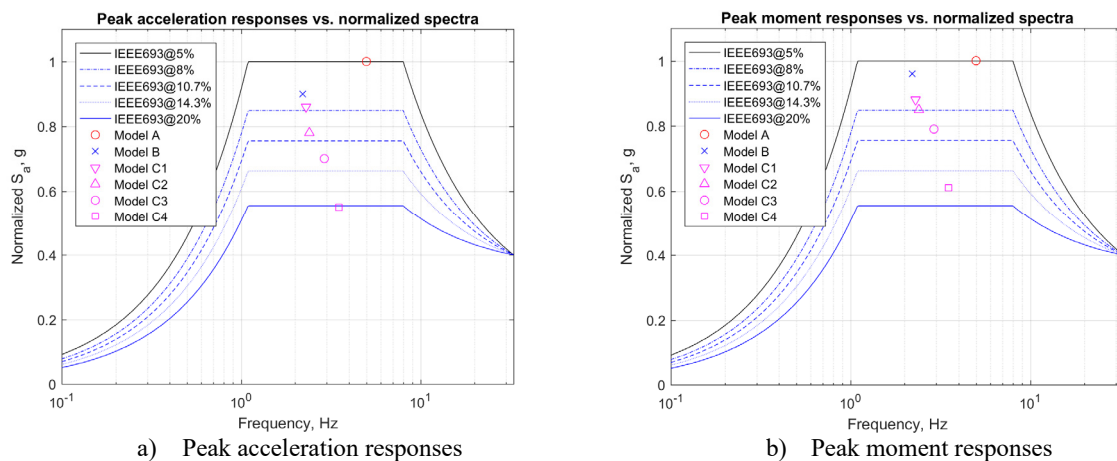 Peak acceleration responses vs. normalized spectra
IEEE693@5%
IEEE693@8%
IEEE693@10.7%
IEEE693@14.3%
IEEE693@20%
Model A
Model B
Model C1
Model C2
Model C3
Model C4
Normalized Sa, g
1
0.8
0.6
0.4
0.2
0
10-1
100
101
Frequency, Hz
a) Peak acceleration responses
Peak moment responses vs. normalized spectra
IEEE693@5%
IEEE693@8%
IEEE693@10.7%
IEEE693@14.3%
IEEE693@20%
Model A
Model B
Model C1
Model C2
Model C3
Model C4
Normalized Sa, g
1
0.8
0.6
0.4
0.2
0
10-1
100
101
Frequency, Hz
b) Peak moment responses